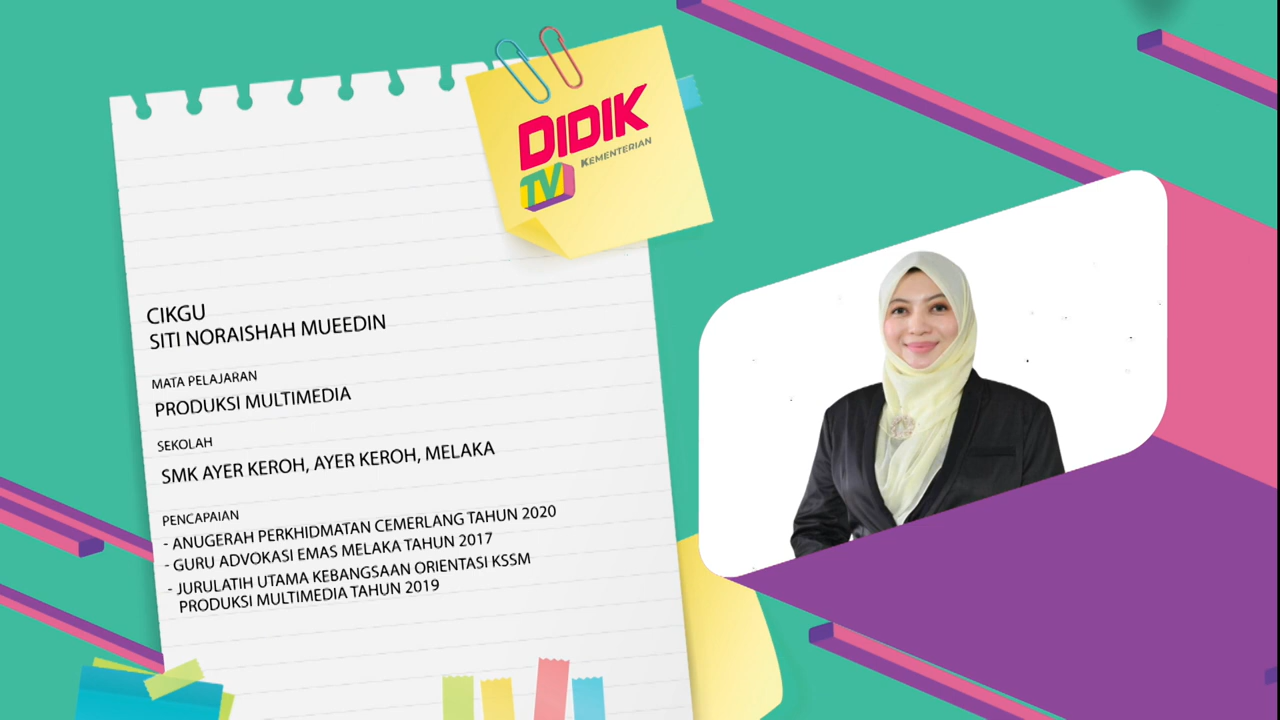 DIDIK
KEMENTERIAN
TV
CIKGU
SITI NORAISHAH MUEEDIN
MATA PELAJARAN
PRODUKSI MULTIMEDIA
SEKOLAH
SMK AYER KEROH, AYER KEROH, MELAKA
PENCAPAIAN
- ANUGERAH PERKHIDMATAN CEMERLANG TAHUN 2020
- GURU ADVOKASI EMAS MELAKA TAHUN 2017
- JURULATIH UTAMA KEBANGSAAN ORIENTASI KSSM
PRODUKSI MULTIMEDIA TAHUN 2019